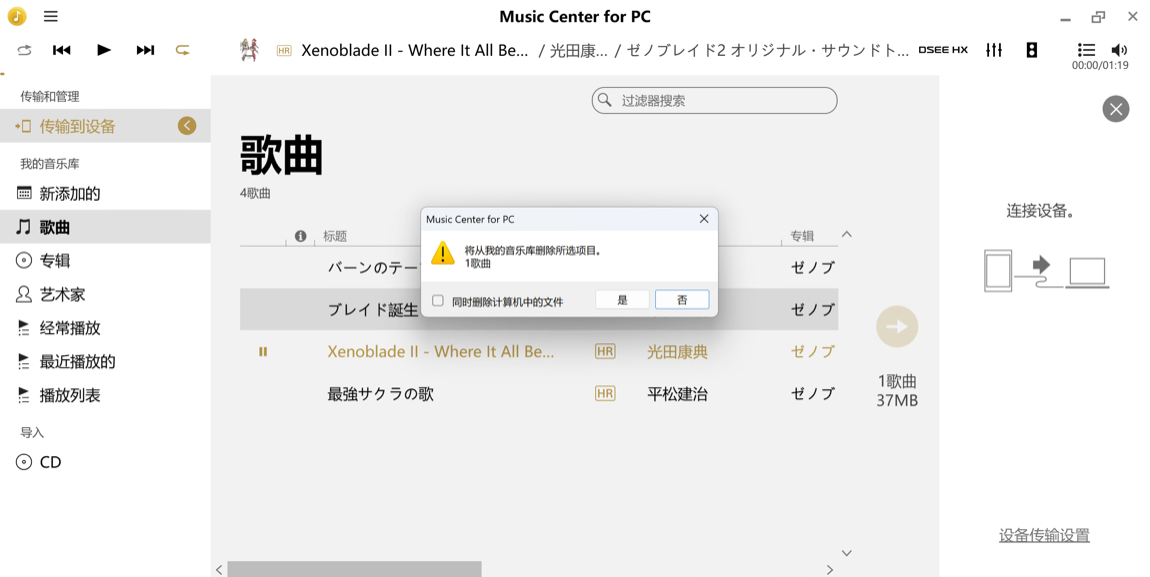 Music Center for PC
HR Xenoblade II - Where It All Be... / 光田康... / ゼノブレイド2 オリジナル・サウンドト... DSEE HX
00:00/01:19
传输和管理
传输到设备
我的音乐库
新添加的
歌曲
专辑
艺术家
经常播放
最近播放的
播放列表
导入
CD
过滤器搜索
歌曲
4歌曲
标题 专辑
バーンのテー ゼノブ
ブレイド誕生 ゼノブ
Xenoblade II - Where It All Be... HR 光田康典 ゼノブ
最強サクラの歌 HR 平松建治 ゼノブ
Music Center for PC
将从我的音乐库删除所选项目。
1歌曲
同时删除计算机中的文件 是 否
1歌曲
37MB
连接设备。
设备传输设置